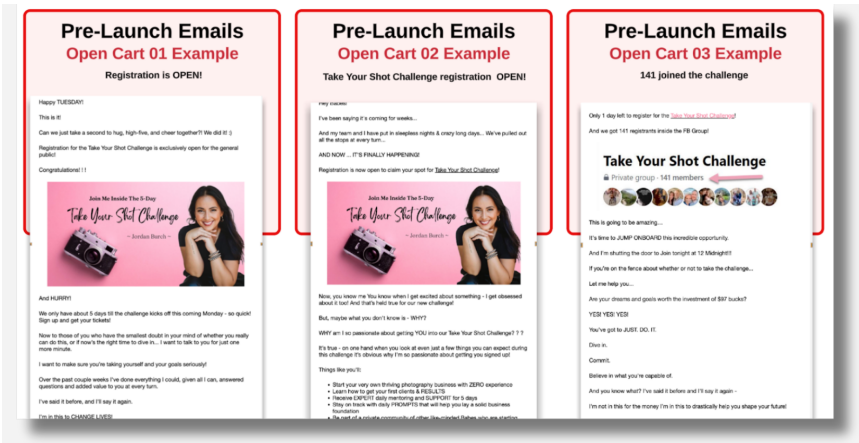 Pre-Launch Emails
Open Cart 01 Example
Registration is OPEN!
Happy TUESDAY!
This is it!
Can we just take a second to hug, high-five, and cheer together?! We did it! :)
Registration for the Take Your Shot Challenge is exclusively open for the general
public!
Congratulations! ! !
Join Me Inside The 5-Day
Take Your Shot Challenge
~ Jordan Burch ~
And HURRY!
We only have about 5 days till the challenge kicks off this coming Monday - so quick!
Sign up and get your tickets!
Now to those of you who have the smallest doubt in your mind of whether you really
can do this, or if now's the right time to dive in... I want to talk to you for just one
more minute.
I want to make sure you're taking yourself and your goals seriously!
Over the past couple weeks I've done everything I could, given all I can, answered
questions and added value to you at every turn.
I've said it before, and I'll say it again.
I'm in this to CHANGE LIVES!
Pre-Launch Emails
Open Cart 02 Example
Take Your Shot Challenge registration OPEN!
Hey babes!
I've been saying it's coming for weeks...
And my team and I have put in sleepless nights & crazy long days... We've pulled out
all the stops at every turn...
AND NOW ... IT'S FINALLY HAPPENING!
Registration is now open to claim your spot for Take Your Shot Challenge!
Join Me Inside The 5-Day
Take Your Shot Challenge
~ Jordan Burch ~
Now, you know me You know when I get excited about something - I get obsessed
about it too! And that's held true for our new challenge!
But, maybe what you don't know is - WHY?
WHY am I so passionate about getting YOU into our Take Your Shot Challenge? ? ?
It's true - on one hand when you look at even just a few things you can expect during
this challenge it's obvious why I'm so passionate about getting you signed up!
Things like you'll:
• Start your very own thriving photography business with ZERO experience
• Learn how to get your first clients & RESULTS
• Receive EXPERT daily mentoring and SUPPORT for 5 days
• Stay on track with daily PROMPTS that will help you lay a solid business
foundation
• Be part of a private community of other like-minded Babes who are starting
Pre-Launch Emails
Open Cart 03 Example
141 joined the challenge
Only 1 day left to register for the Take Your Shot Challenge!
And we got 141 registrants inside the FB Group!
Take Your Shot Challenge
Private group · 141 members
This is going to be amazing...
It's time to JUMP ONBOARD this incredible opportunity.
And I'm shutting the door to Join tonight at 12 Midnight!!!
If you're on the fence about whether or not to take the challenge...
Let me help you...
Are your dreams and goals worth the investment of $97 bucks?
YES! YES! YES!
You've got to JUST. DO. IT.
Dive in.
Commit.
Believe in what you're capable of.
And you know what? I've said it before and I'll say it again -
I'm not in this for the money I'm in this to drastically help you shape your future!